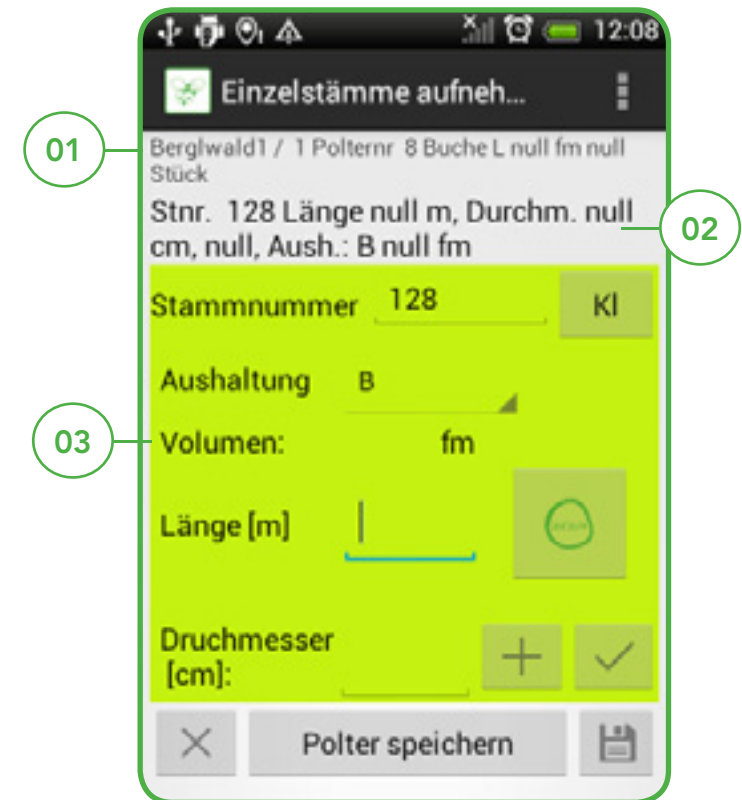 12:08
Einzelstämme aufneh...
01
Berglwald1 / 1 Polternr 8 Buche L null fm null
Stück
Stnr. 128 Länge null m, Durchm. null
cm, null, Aush.: B null fm
02
Stammnummer 128 Kl
Aushaltung B
03
Volumen: fm
Länge [m]
Druchmesser
[cm]:
Polter speichern